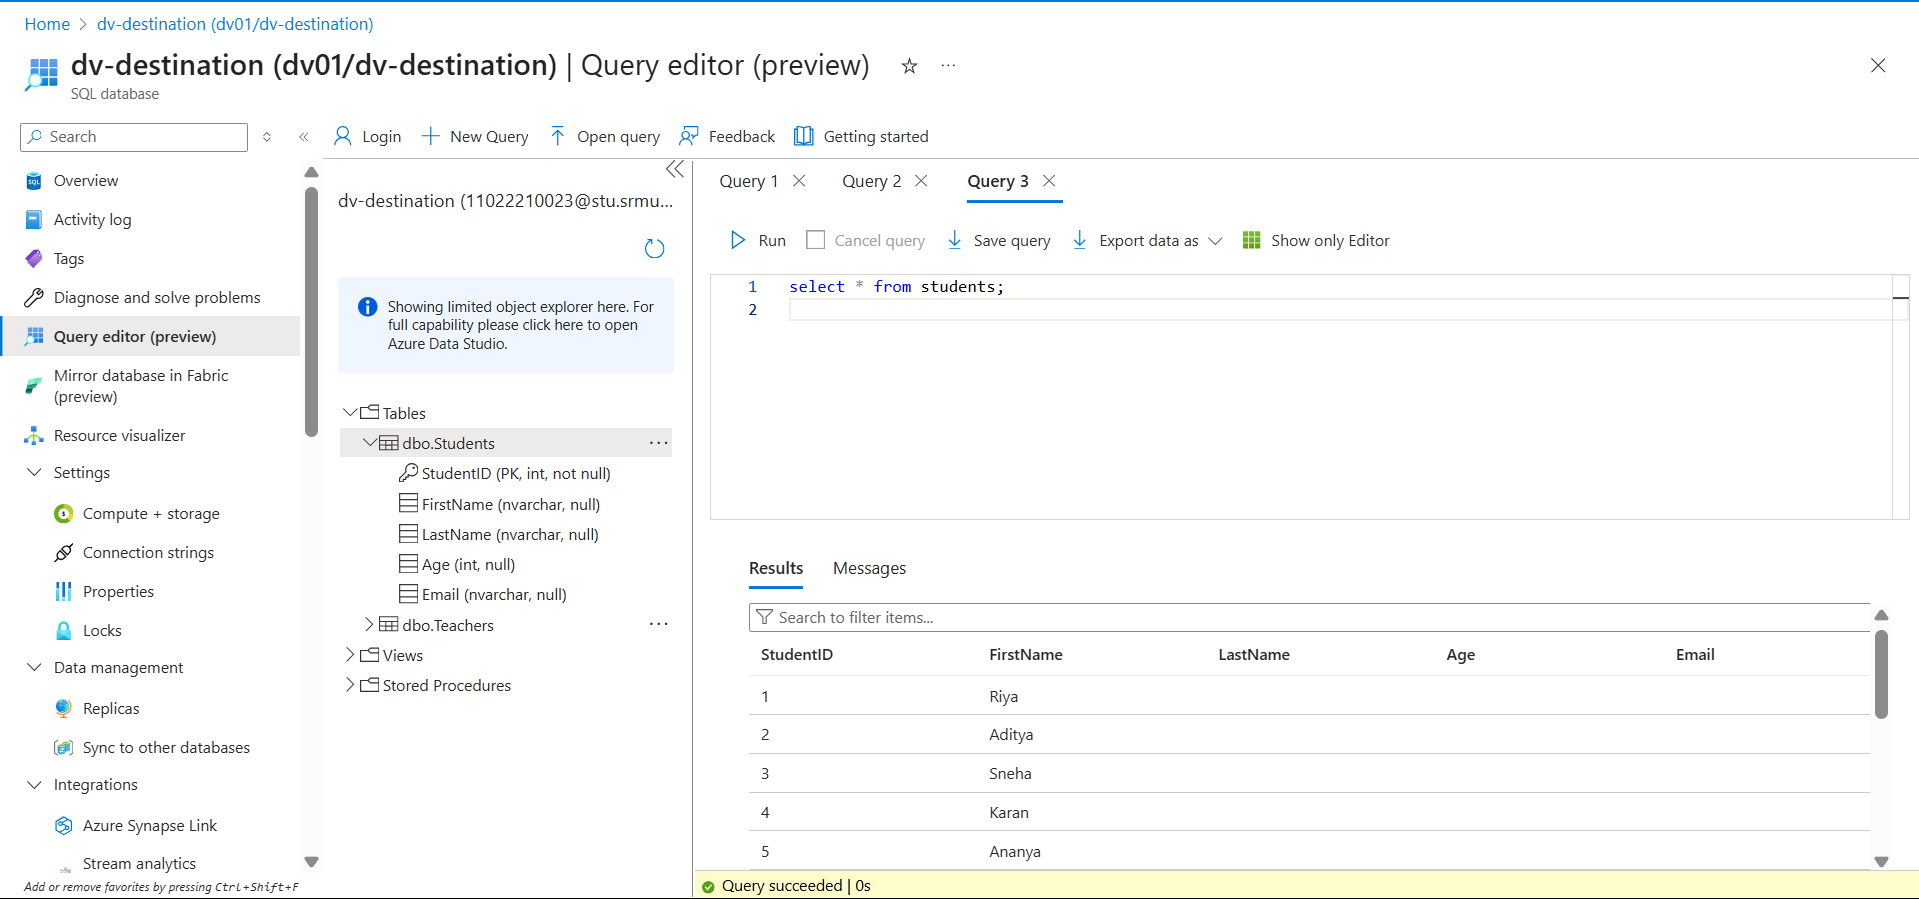 Home > dv-destination (dv01/dv-destination)
dv-destination (dv01/dv-destination) | Query editor (preview) ☆ ...
SQL database
Search
Overview
Activity log
Tags
Diagnose and solve problems
Query editor (preview)
Mirror database in Fabric
(preview)
Resource visualizer
Settings
Compute + storage
Connection strings
Properties
Locks
Data management
Replicas
Sync to other databases
Integrations
Azure Synapse Link
Stream analytics
Add or remove favorites by pressing Ctrl+Shift+F
Login New Query Open query Feedback Getting started
dv-destination (11022210023@stu.srmu...
Showing limited object explorer here. For
full capability please click here to open
Azure Data Studio.
Tables
dbo.Students ...
StudentID (PK, int, not null)
FirstName (nvarchar, null)
LastName (nvarchar, null)
Age (int, null)
Email (nvarchar, null)
dbo.Teachers ...
Views
Stored Procedures
Query 1 Query 2 Query 3
Run Cancel query Save query Export data as Show only Editor
1 select * from students;
2
Results Messages
Search to filter items...
StudentID FirstName LastName Age Email
1 Riya
2 Aditya
3 Sneha
4 Karan
5 Ananya
Query succeeded | 0s